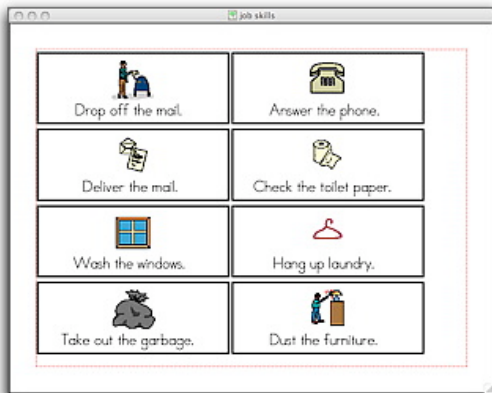 job skills
Drop off the mail.
Answer the phone.
Deliver the mail.
Check the toilet paper.
Wash the windows.
Hang up laundry.
Take out the garbage.
Dust the furniture.